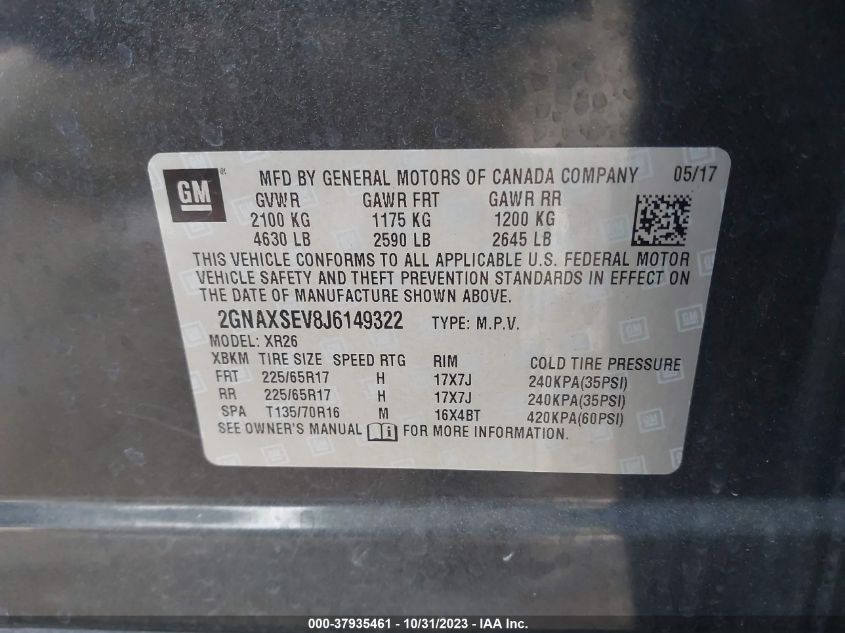 GM
MFD BY GENERAL MOTORS OF CANADA COMPANY 05/17
GVWR GAWR FRT GAWR RR
2100 KG 1175 KG 1200 KG
4630 LB 2590 LB 2645 LB
THIS VEHICLE CONFORMS TO ALL APPLICABLE U.S. FEDERAL MOTOR
VEHICLE SAFETY AND THEFT PREVENTION STANDARDS IN EFFECT ON
THE DATE OF MANUFACTURE SHOWN ABOVE.
2GNAXSEV8J6149322 TYPE: M.P.V.
MODEL: XR26
XBKM TIRE SIZE SPEED RTG RIM COLD TIRE PRESSURE
FRT 225/65R17 H 17X7J 240KPA(35PSI)
RR 225/65R17 H 17X7J 240KPA(35PSI)
SPA T135/70R16 M 16X4BT 420KPA(60PSI)
SEE OWNER'S MANUAL FOR MORE INFORMATION.
000-37935461 - 10/31/2023 - IAA Inc.